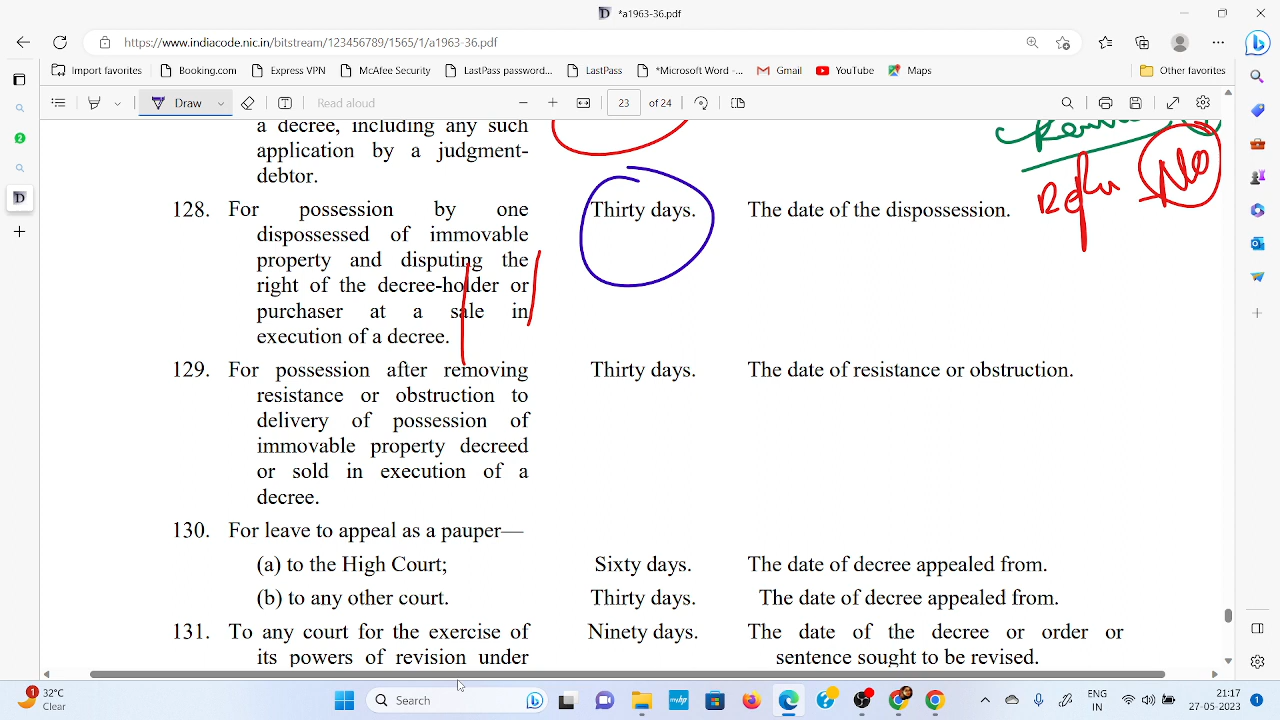 *a1963-36.pdf
https://www.indiacode.nic.in/bitstream/123456789/1565/1/a1963-36.pdf
Import favorites Booking.com Express VPN McAfee Security LastPass password... LastPass *Microsoft Word -... Gmail YouTube Maps Other favorites
Draw Read aloud 23 of 24
a decree, including any such
application by a judgment-
debtor.
128. For possession by one Thirty days. The date of the dispossession.
dispossessed of immovable
property and disputing the
right of the decree-holder or
purchaser at a sale in
execution of a decree.
129. For possession after removing Thirty days. The date of resistance or obstruction.
resistance or obstruction to
delivery of possession of
immovable property decreed
or sold in execution of a
decree.
130. For leave to appeal as a pauper—
(a) to the High Court; Sixty days. The date of decree appealed from.
(b) to any other court. Thirty days. The date of decree appealed from.
131. To any court for the exercise of Ninety days. The date of the decree or order or
its powers of revision under sentence sought to be revised.
No
1 32°C
Clear
Search
ENG
IN
21:17
27-05-2023
1